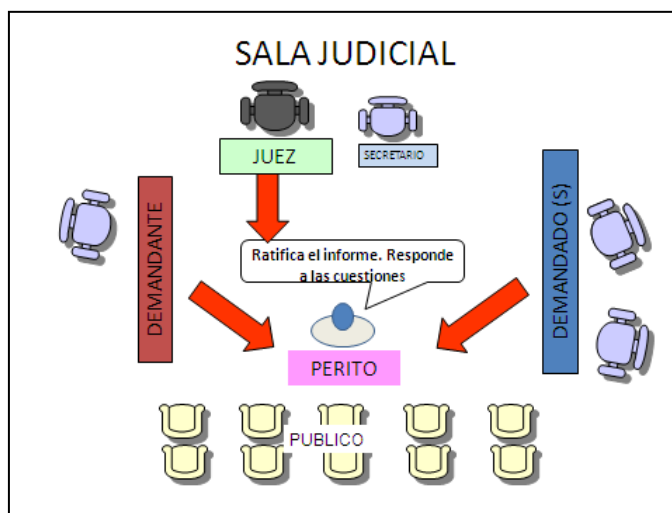 SALA JUDICIAL
JUEZ
SECRETARIO
DEMANDANTE
DEMANDADO (S)
Ratifica el informe. Responde
a las cuestiones
PERITO
PUBLICO